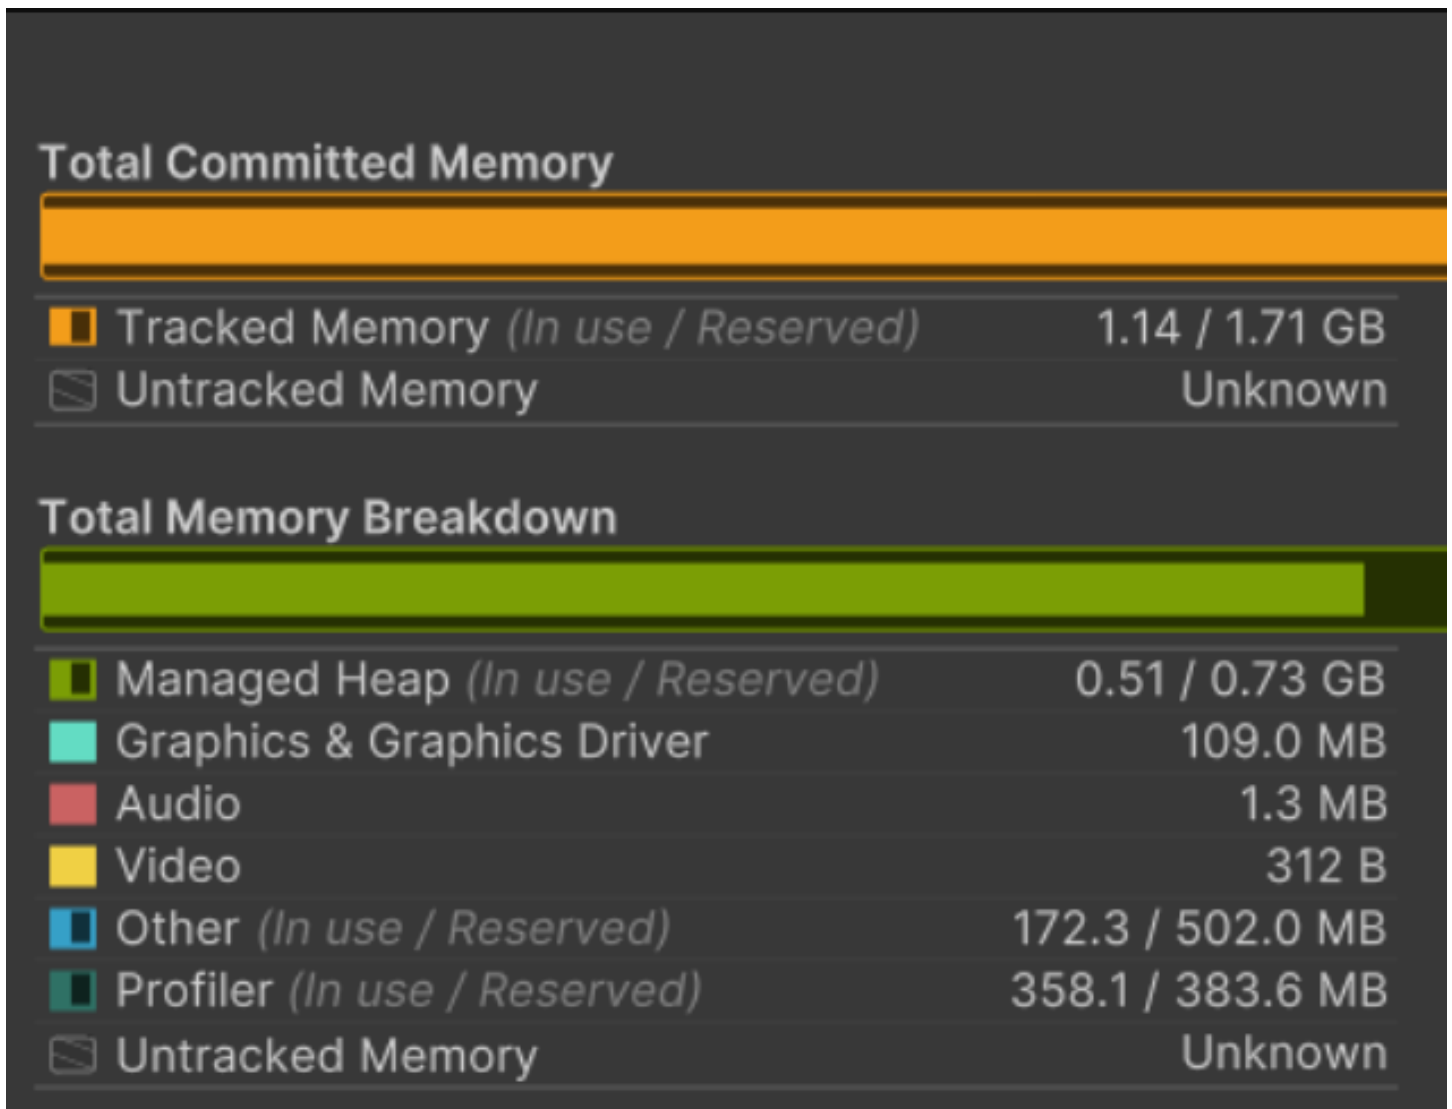 Total Committed Memory
Tracked Memory (In use / Reserved) 1.14 / 1.71 GB
Untracked Memory Unknown
Total Memory Breakdown
Managed Heap (In use / Reserved) 0.51 / 0.73 GB
Graphics & Graphics Driver 109.0 MB
Audio 1.3 MB
Video 312 B
Other (In use / Reserved) 172.3 / 502.0 MB
Profiler (In use / Reserved) 358.1 / 383.6 MB
Untracked Memory Unknown